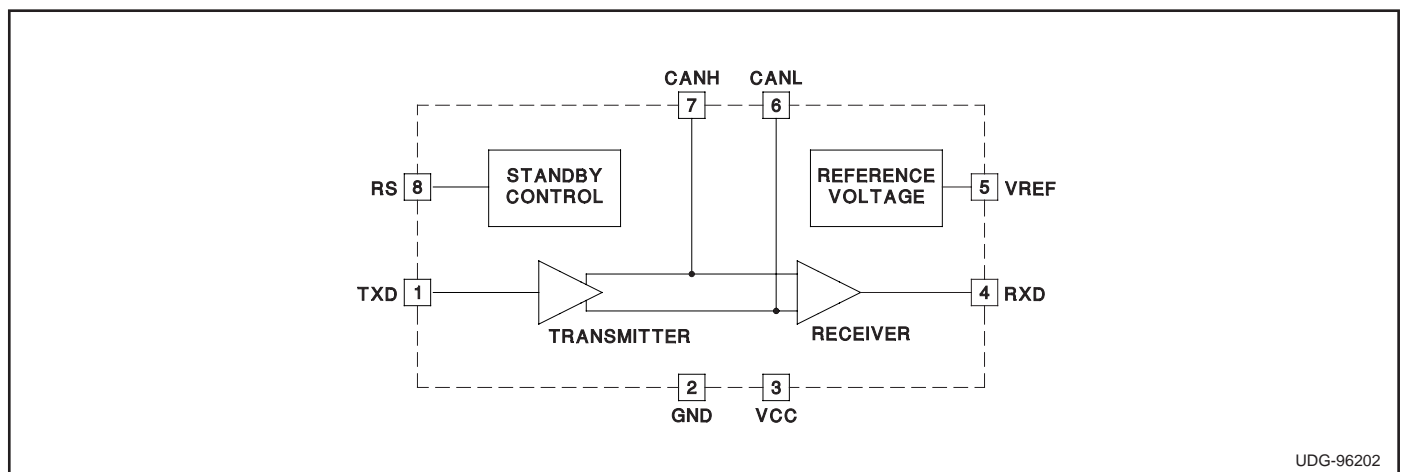 CANH CANL
7 6
STANDBY
CONTROL
REFERENCE
VOLTAGE
RS 8
5 VREF
TXD 1
4 RXD
TRANSMITTER
RECEIVER
2 3
GND VCC
UDG-96202